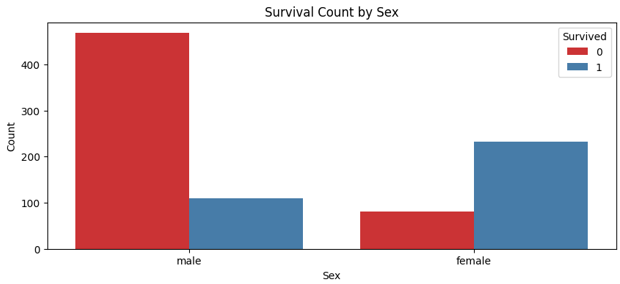 Survival Count by Sex
Survived
0
1
400
300
200
100
0
Count
male
female
Sex